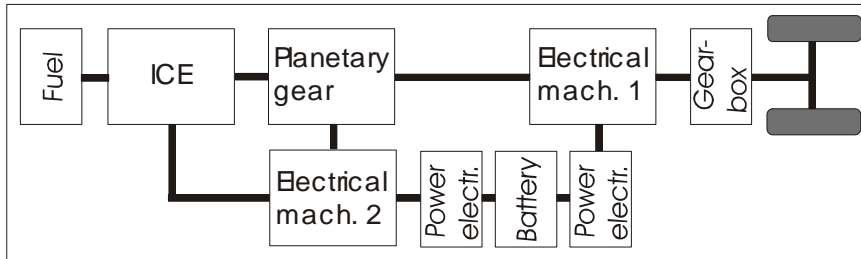 Fuel
ICE
Planetary
gear
Electrical
mach. 1
Gear-
box
Electrical
mach. 2
Power
electr.
Battery
Power
electr.